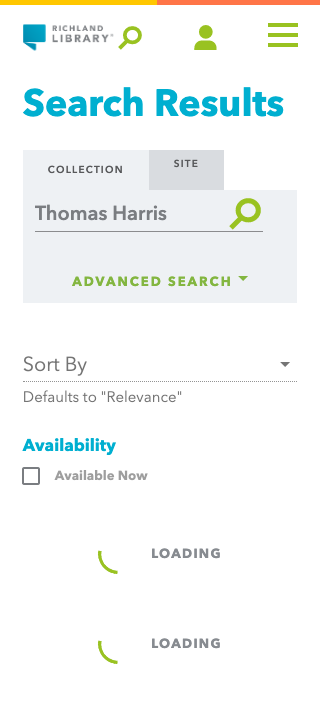 RICHLAND
LIBRARY
Search Results
COLLECTION
SITE
Thomas Harris
ADVANCED SEARCH
Sort By
Defaults to "Relevance"
Availability
Available Now
LOADING
LOADING